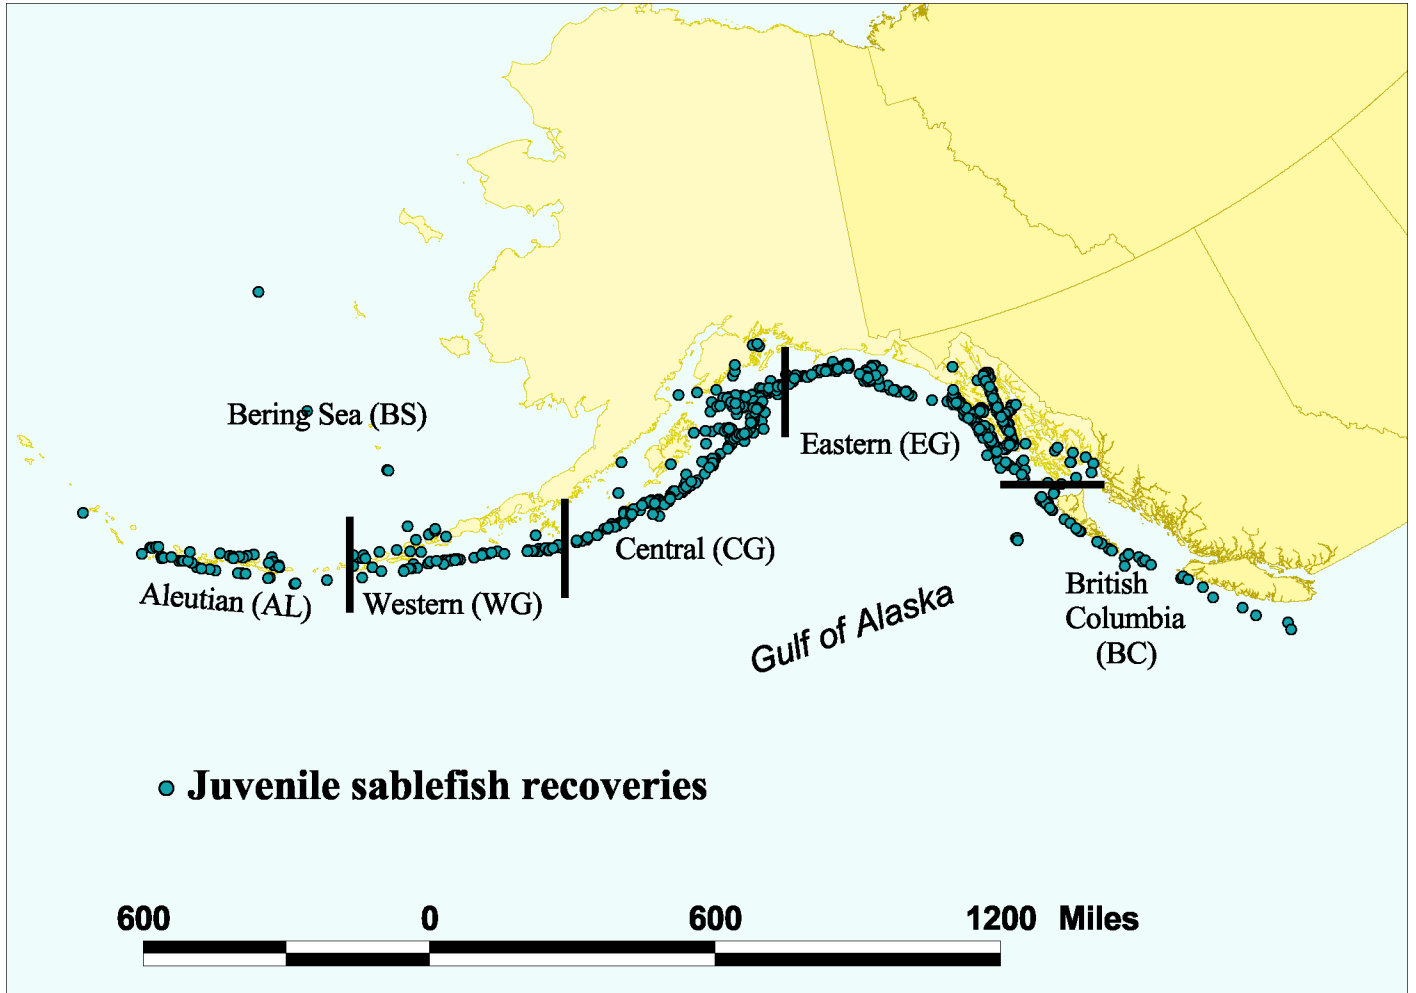 Bering Sea (BS)
Eastern (EG)
Central (CG)
Aleutian (AL)
Western (WG)
Gulf of Alaska
British
Columbia
(BC)
Juvenile sablefish recoveries
600 0 600 1200 Miles